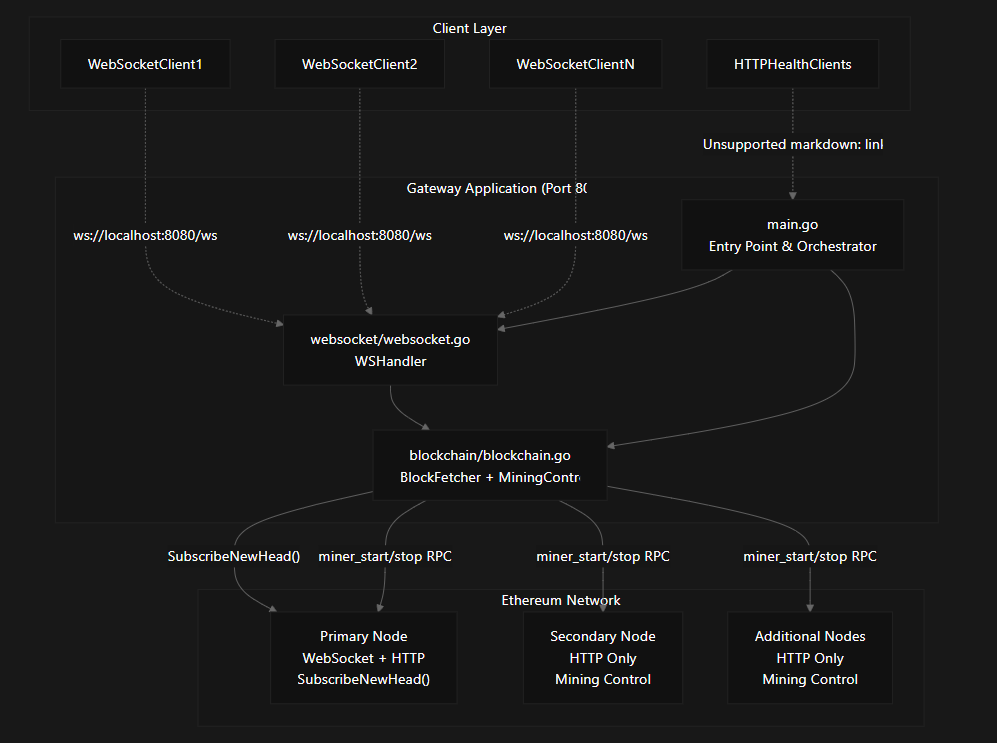 Client Layer
WebSocketClient1
WebSocketClient2
WebSocketClientN
HTTPHealthClients
Unsupported markdown: linl
Gateway Application (Port 80
ws://localhost:8080/ws
ws://localhost:8080/ws
ws://localhost:8080/ws
main.go
Entry Point & Orchestrator
websocket/websocket.go
WSHandler
blockchain/blockchain.go
BlockFetcher + MiningContr
SubscribeNewHead()
miner_start/stop RPC
miner_start/stop RPC
miner_start/stop RPC
Ethereum Network
Primary Node
WebSocket + HTTP
SubscribeNewHead()
Secondary Node
HTTP Only
Mining Control
Additional Nodes
HTTP Only
Mining Control